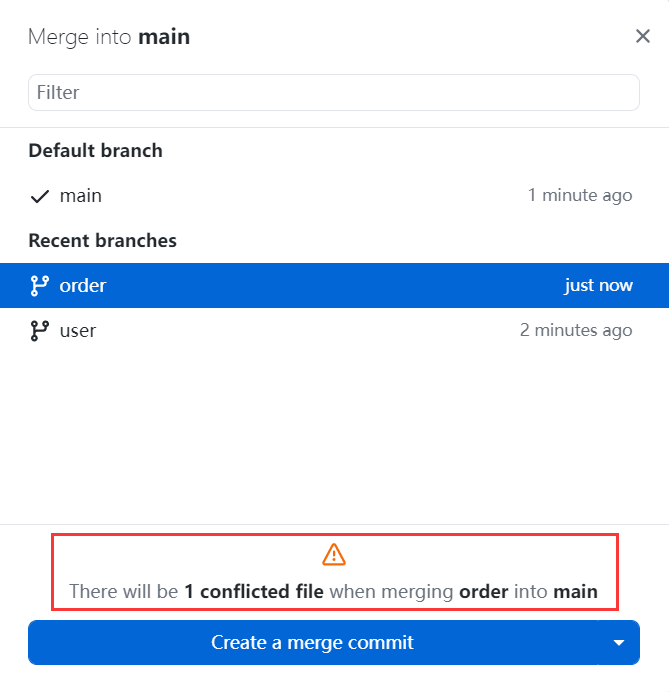 Merge into main
Filter
Default branch
main 1 minute ago
Recent branches
order just now
user 2 minutes ago
There will be 1 conflicted file when merging order into main
Create a merge commit